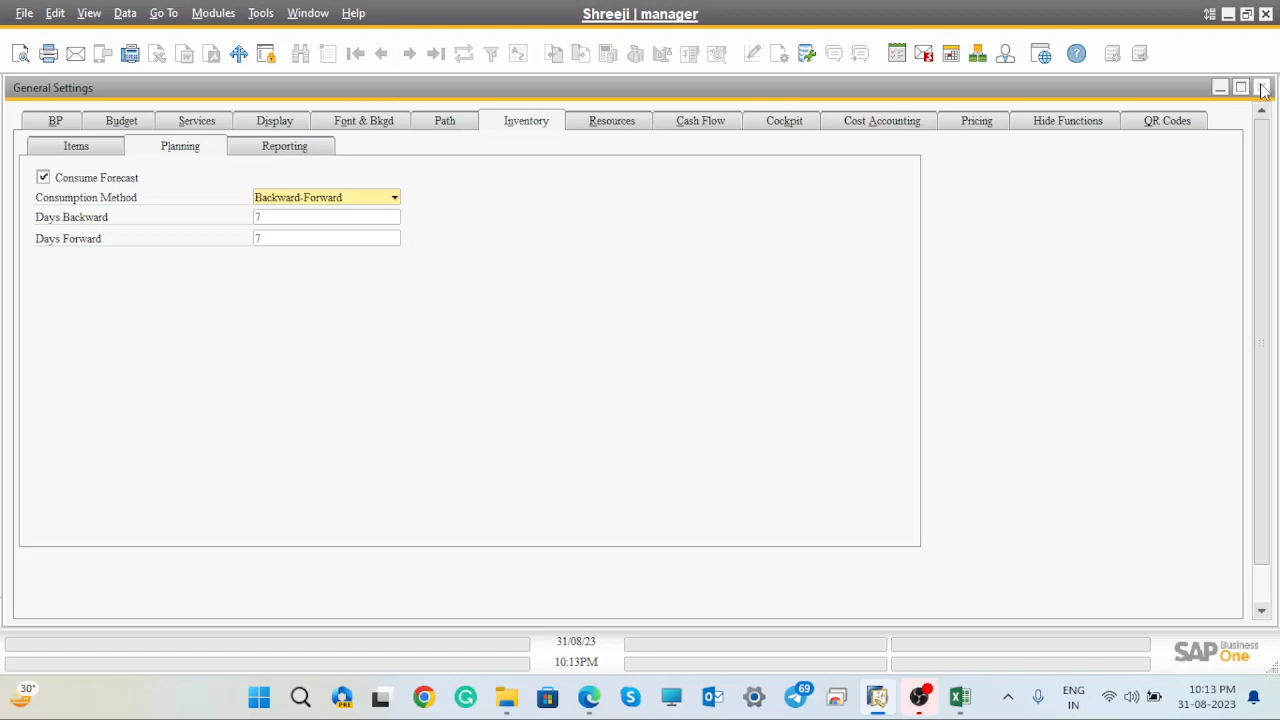 File Edit View Data Go To Modules Tools Window Help
Shreeji | manager
General Settings
BP Budget Services Display Font & Bkgd Path Inventory Resources Cash Flow Cockpit Cost Accounting Pricing Hide Functions QR Codes
Items Planning Reporting
Consume Forecast
Consumption Method Backward-Forward
Days Backward 7
Days Forward 7
31/08/23
10:13PM
SAP Business One
30°
PRE
69
ENG
IN
10:13 PM
31-08-2023
3